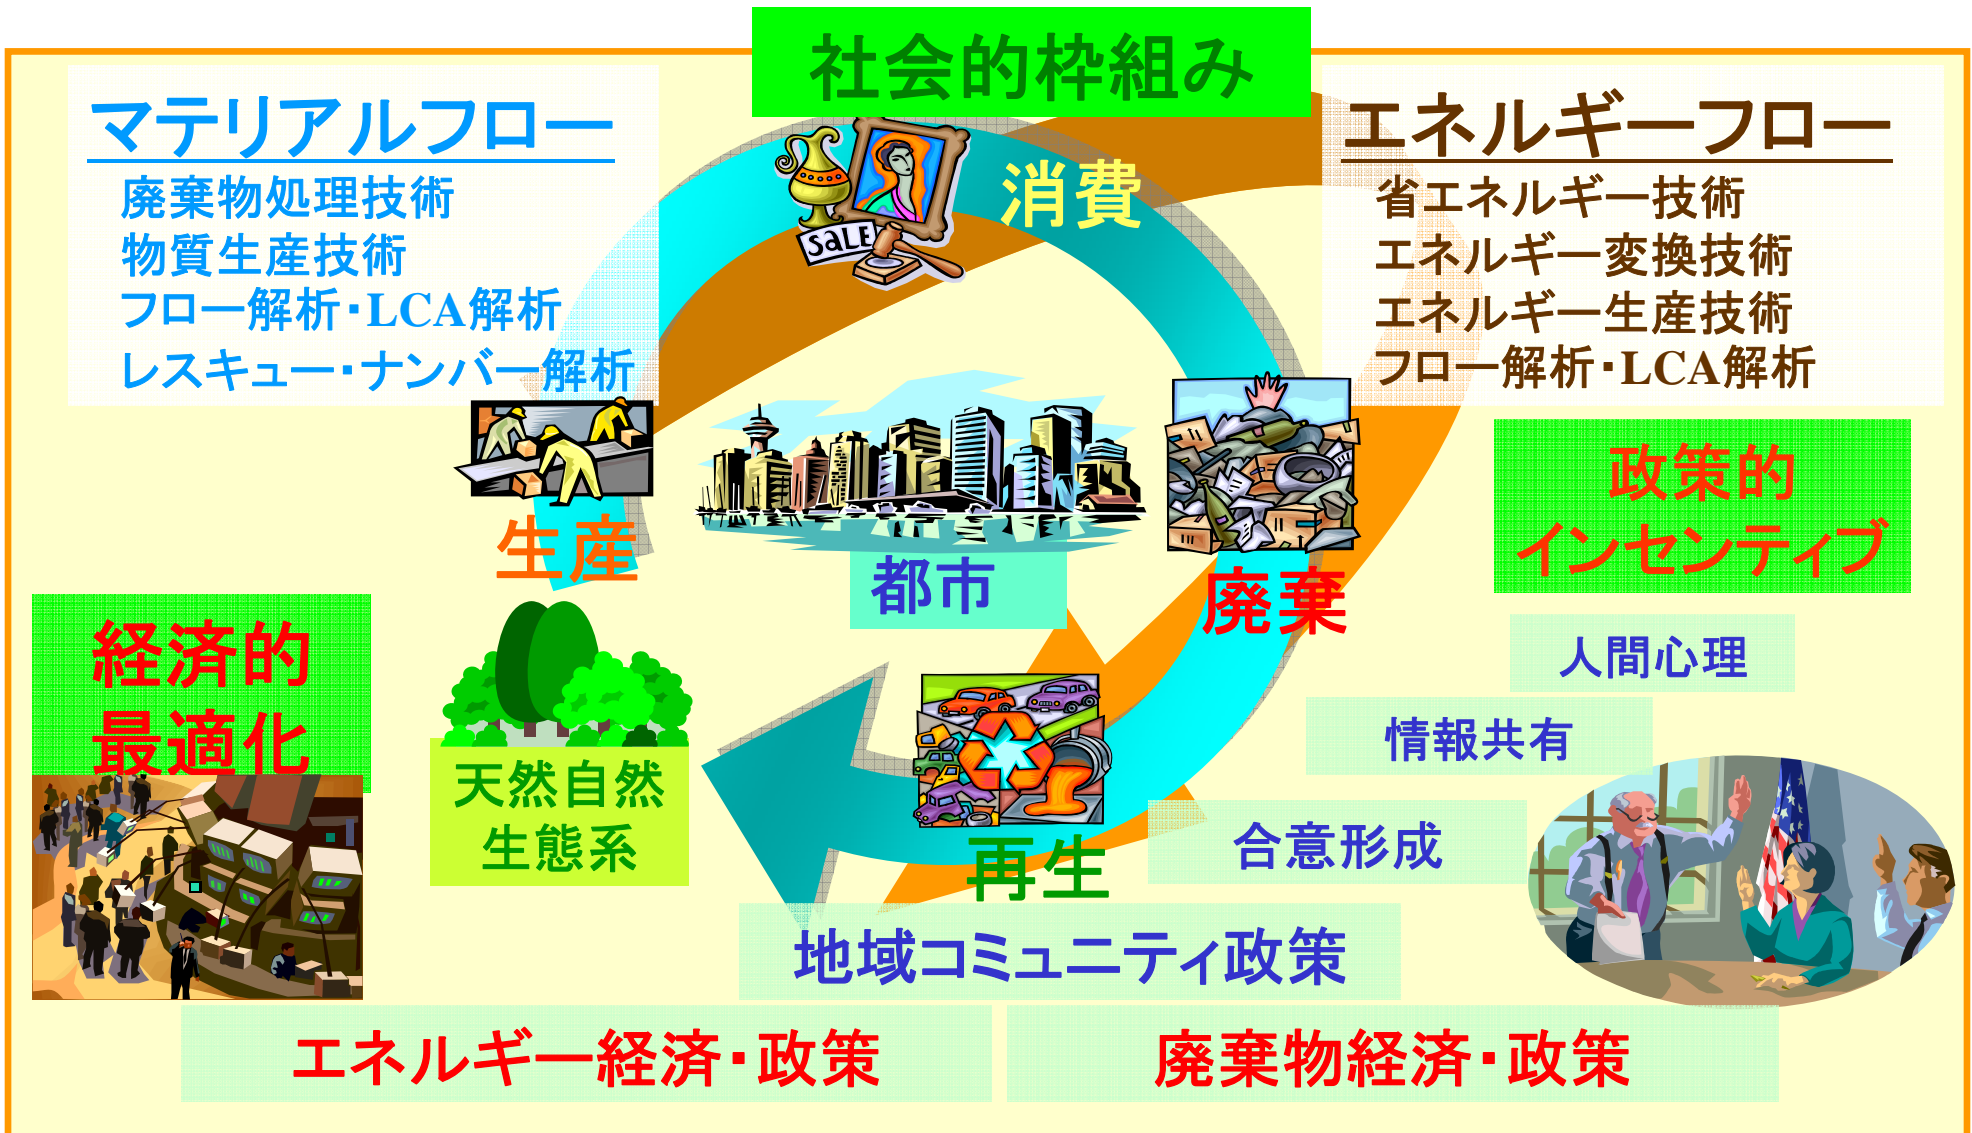 社会的枠組み
マテリアルフロー
廃棄物処理技術
物質生産技術
フロー解析・LCA解析
レスキュー・ナンバー解析
エネルギーフロー
省エネルギー技術
エネルギー変換技術
エネルギー生産技術
フロー解析・LCA解析
消費
SALE
生産
都市
廃棄
政策的
インセンティブ
経済的
最適化
天然自然
生態系
再生
人間心理
情報共有
合意形成
地域コミュニティ政策
エネルギー経済・政策
廃棄物経済・政策